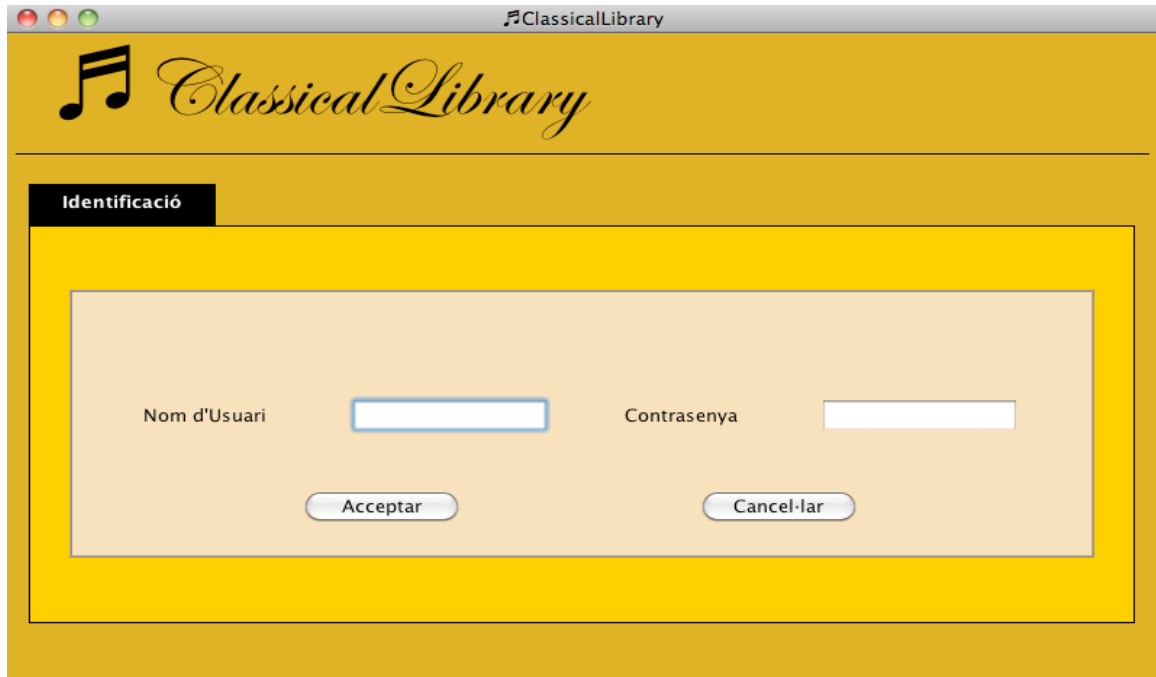 ♬ClassicalLibrary
ClassicalLibrary
Identificació
Nom d'Usuari Contrasenya
Acceptar Cancel·lar